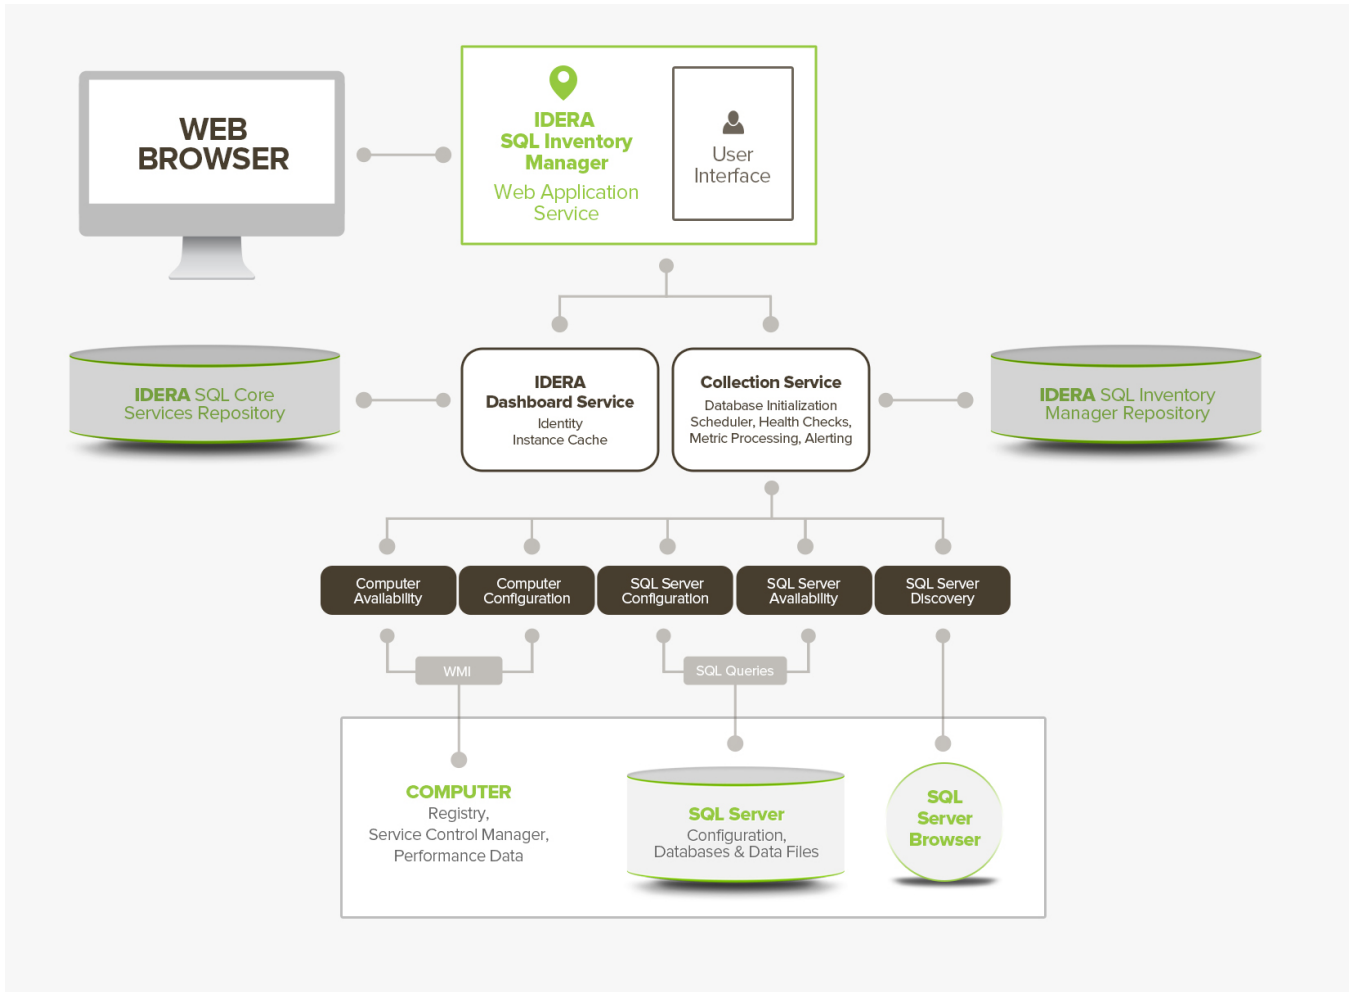 WEB
BROWSER
IDERA
SQL Inventory
Manager
Web Application
Service
User
Interface
IDERA SQL Core
Services Repository
IDERA
Dashboard Service
Identity
Instance Cache
Collection Service
Database Initialization
Scheduler, Health Checks,
Metric Processing, Alerting
IDERA SQL Inventory
Manager Repository
Computer
Availability
Computer
Configuration
SQL Server
Configuration
SQL Server
Availability
SQL Server
Discovery
WMI
SQL Queries
COMPUTER
Registry,
Service Control Manager,
Performance Data
SQL Server
Configuration,
Databases & Data Files
SQL
Server
Browser